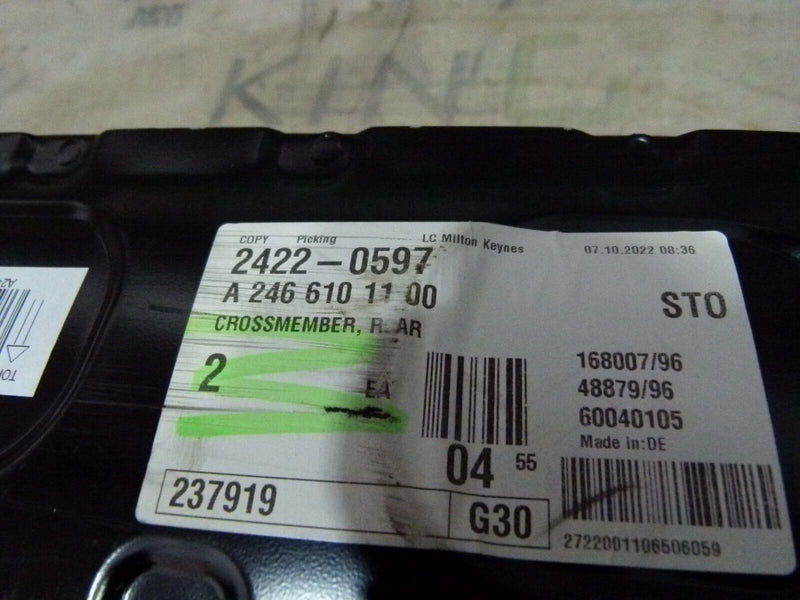 KING
COPY Picking LC Milton Keynes 07.10.2022 08:36
2422-0597
A 246 610 11 00
STO
CROSSMEMBER, R AR
2 EA
168007/96
48879/96
60040105
Made in:DE
04 55
237919
G30
2722001106506059